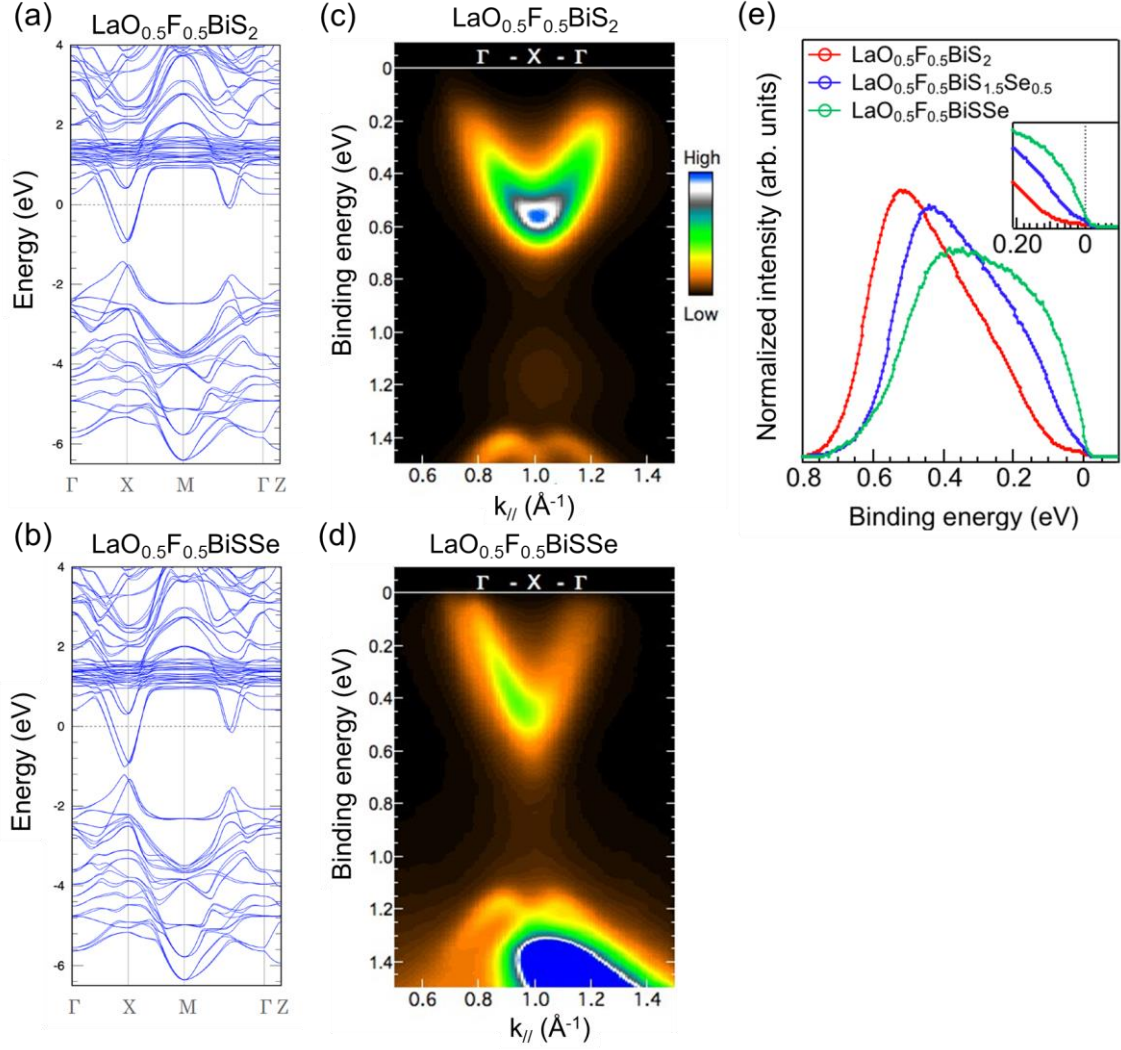 (a)
LaO0.5F0.5BiS2
Energy (eV)
4
2
0
-2
-4
-6
Γ X M Γ Z
(b)
LaO0.5F0.5BiSSe
Energy (eV)
4
2
0
-2
-4
-6
Γ X M Γ Z
(c)
LaO0.5F0.5BiS2
Γ - X - Γ
Binding energy (eV)
0
0.2
0.4
0.6
0.8
1.0
1.2
1.4
0.6 0.8 1.0 1.2 1.4
k// (Å-1)
High
Low
(d)
LaO0.5F0.5BiSSe
Γ - X - Γ
Binding energy (eV)
0
0.2
0.4
0.6
0.8
1.0
1.2
1.4
0.6 0.8 1.0 1.2 1.4
k// (Å-1)
(e)
LaO0.5F0.5BiS2
LaO0.5F0.5BiS1.5Se0.5
LaO0.5F0.5BiSSe
Normalized intensity (arb. units)
0.20 0
0.8 0.6 0.4 0.2 0
Binding energy (eV)